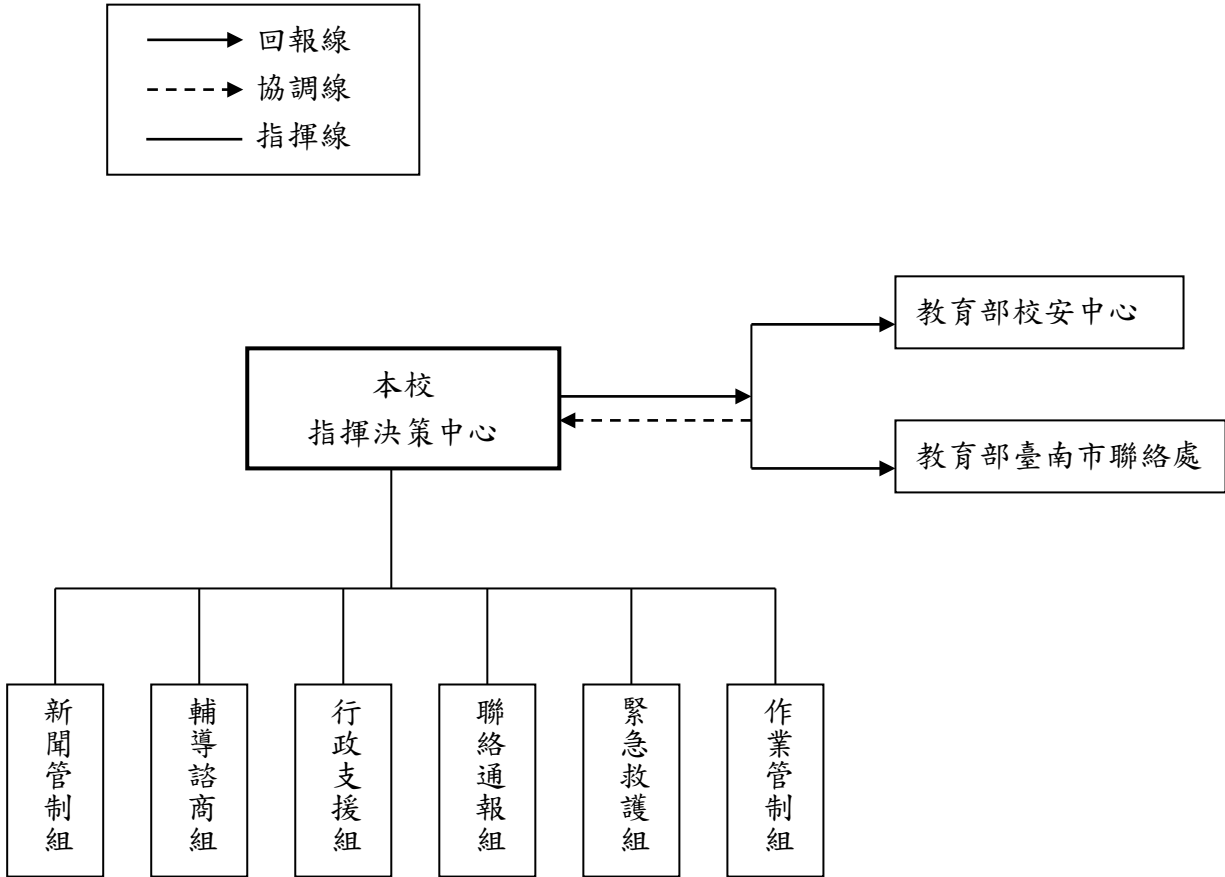 回報線
協調線
指揮線
教育部校安中心
本校
指揮決策中心
教育部臺南市聯絡處
新聞管制組
輔導諮商組
行政支援組
聯絡通報組
緊急救護組
作業管制組